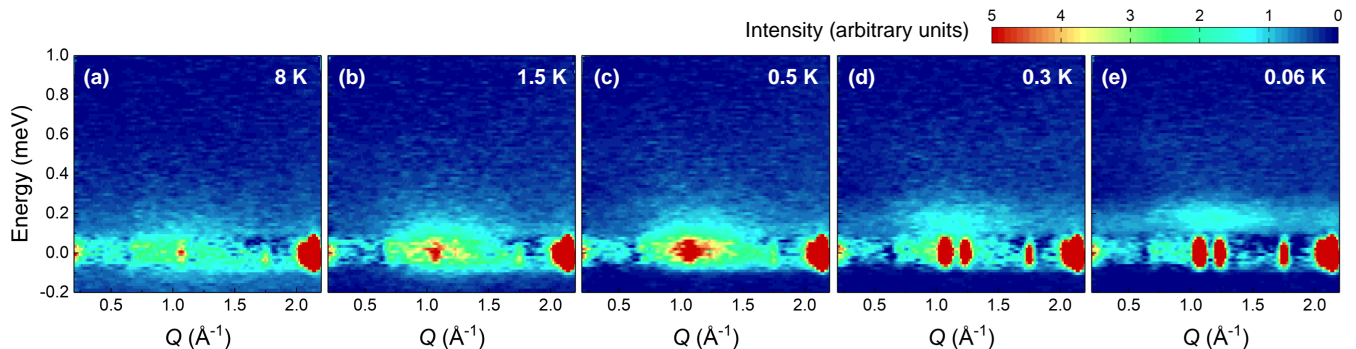 Intensity (arbitrary units)
5 4 3 2 1 0
(a) 8 K
(b) 1.5 K
(c) 0.5 K
(d) 0.3 K
(e) 0.06 K
Energy (meV)
1.0
0.8
0.6
0.4
0.2
0.0
-0.2
0.5 1.0 1.5 2.0
0.5 1.0 1.5 2.0
0.5 1.0 1.5 2.0
0.5 1.0 1.5 2.0
0.5 1.0 1.5 2.0
Q (Å⁻¹)
Q (Å⁻¹)
Q (Å⁻¹)
Q (Å⁻¹)
Q (Å⁻¹)